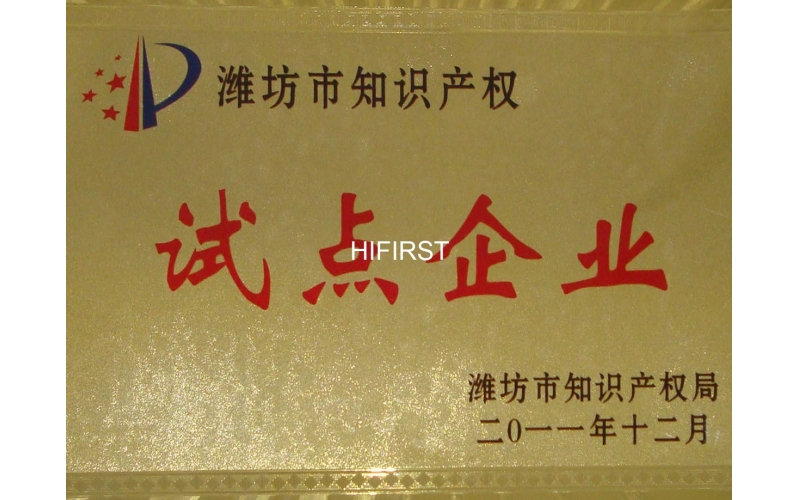 潍坊市知识产权
试点企业
HIFIRST
潍坊市知识产权局
二0一一年十二月